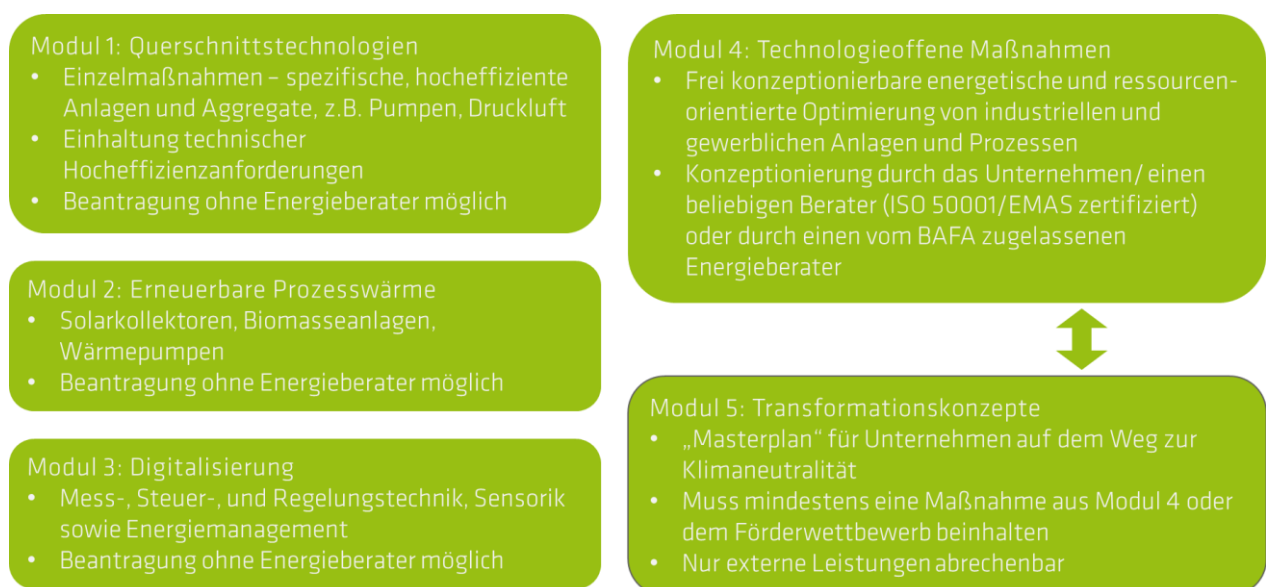 Modul 1: Querschnittstechnologien
• Einzelmaßnahmen – spezifische, hocheffiziente
Anlagen und Aggregate, z.B. Pumpen, Druckluft
• Einhaltung technischer
Hocheffizienzanforderungen
• Beantragung ohne Energieberater möglich
Modul 2: Erneuerbare Prozesswärme
• Solarkollektoren, Biomasseanlagen,
Wärmepumpen
• Beantragung ohne Energieberater möglich
Modul 3: Digitalisierung
• Mess-, Steuer-, und Regelungstechnik, Sensorik
sowie Energiemanagement
• Beantragung ohne Energieberater möglich
Modul 4: Technologieoffene Maßnahmen
• Frei konzeptionierbare energetische und ressourcen-
orientierte Optimierung von industriellen und
gewerblichen Anlagen und Prozessen
• Konzeptionierung durch das Unternehmen/ einen
beliebigen Berater (ISO 50001/EMAS zertifiziert)
oder durch einen vom BAFA zugelassenen
Energieberater
Modul 5: Transformationskonzepte
• „Masterplan“ für Unternehmen auf dem Weg zur
Klimaneutralität
• Muss mindestens eine Maßnahme aus Modul 4 oder
dem Förderwettbewerb beinhalten
• Nur externe Leistungen abrechenbar